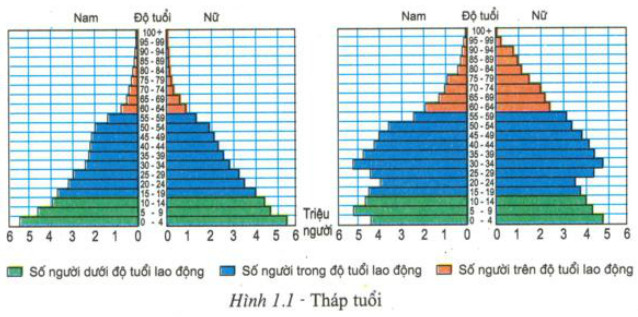 Nam Độ tuổi Nữ
100+
95 - 99
90 - 94
85 - 89
80 - 84
75 - 79
70 - 74
65 - 69
60 - 64
55 - 59
50 - 54
45 - 49
40 - 44
35 - 39
30 - 34
25 - 29
20 - 24
15 - 19
10 - 14
5 - 9
0 - 4
6 5 4 3 2 1 0 0 1 2 3 4 5 6
Triệu
người
Nam Độ tuổi Nữ
100+
95 - 99
90 - 94
85 - 89
80 - 84
75 - 79
70 - 74
65 - 69
60 - 64
55 - 59
50 - 54
45 - 49
40 - 44
35 - 39
30 - 34
25 - 29
20 - 24
15 - 19
10 - 14
5 - 9
0 - 4
6 5 4 3 2 1 0 0 1 2 3 4 5 6
Số người dưới độ tuổi lao động Số người trong độ tuổi lao động Số người trên độ tuổi lao động
Hình 1.1 - Tháp tuổi